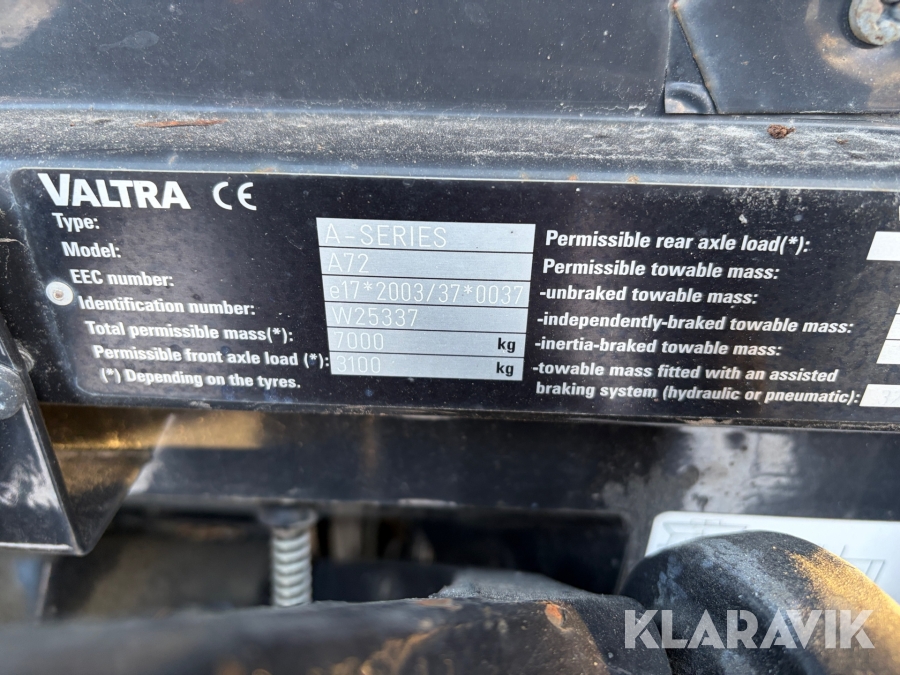 VALTRA CE
Type: A-SERIES
Model: A72
EEC number: e17*2003/37*0037
Identification number: W25337
Total permissible mass(*): 7000 kg
Permissible front axle load (*): 3100 kg
(*) Depending on the tyres.
Permissible rear axle load(*):
Permissible towable mass:
-unbraked towable mass:
-independently-braked towable mass:
-inertia-braked towable mass:
-towable mass fitted with an assisted
braking system (hydraulic or pneumatic): 32
KLARAVIK